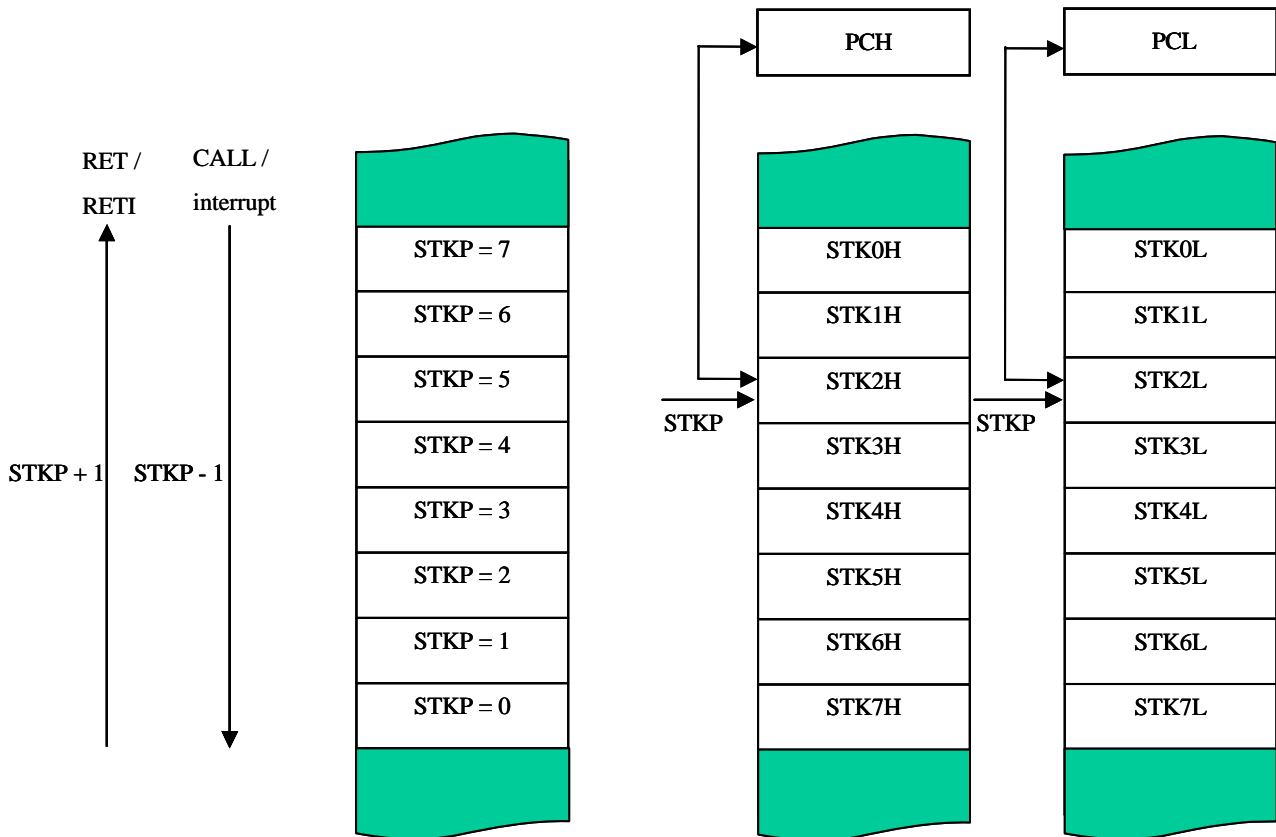 PCH
PCL
RET /
RETI
CALL /
interrupt
STKP + 1
STKP - 1
STKP = 7
STKP = 6
STKP = 5
STKP = 4
STKP = 3
STKP = 2
STKP = 1
STKP = 0
STKP
STK0H
STK1H
STK2H
STK3H
STK4H
STK5H
STK6H
STK7H
STKP
STK0L
STK1L
STK2L
STK3L
STK4L
STK5L
STK6L
STK7L